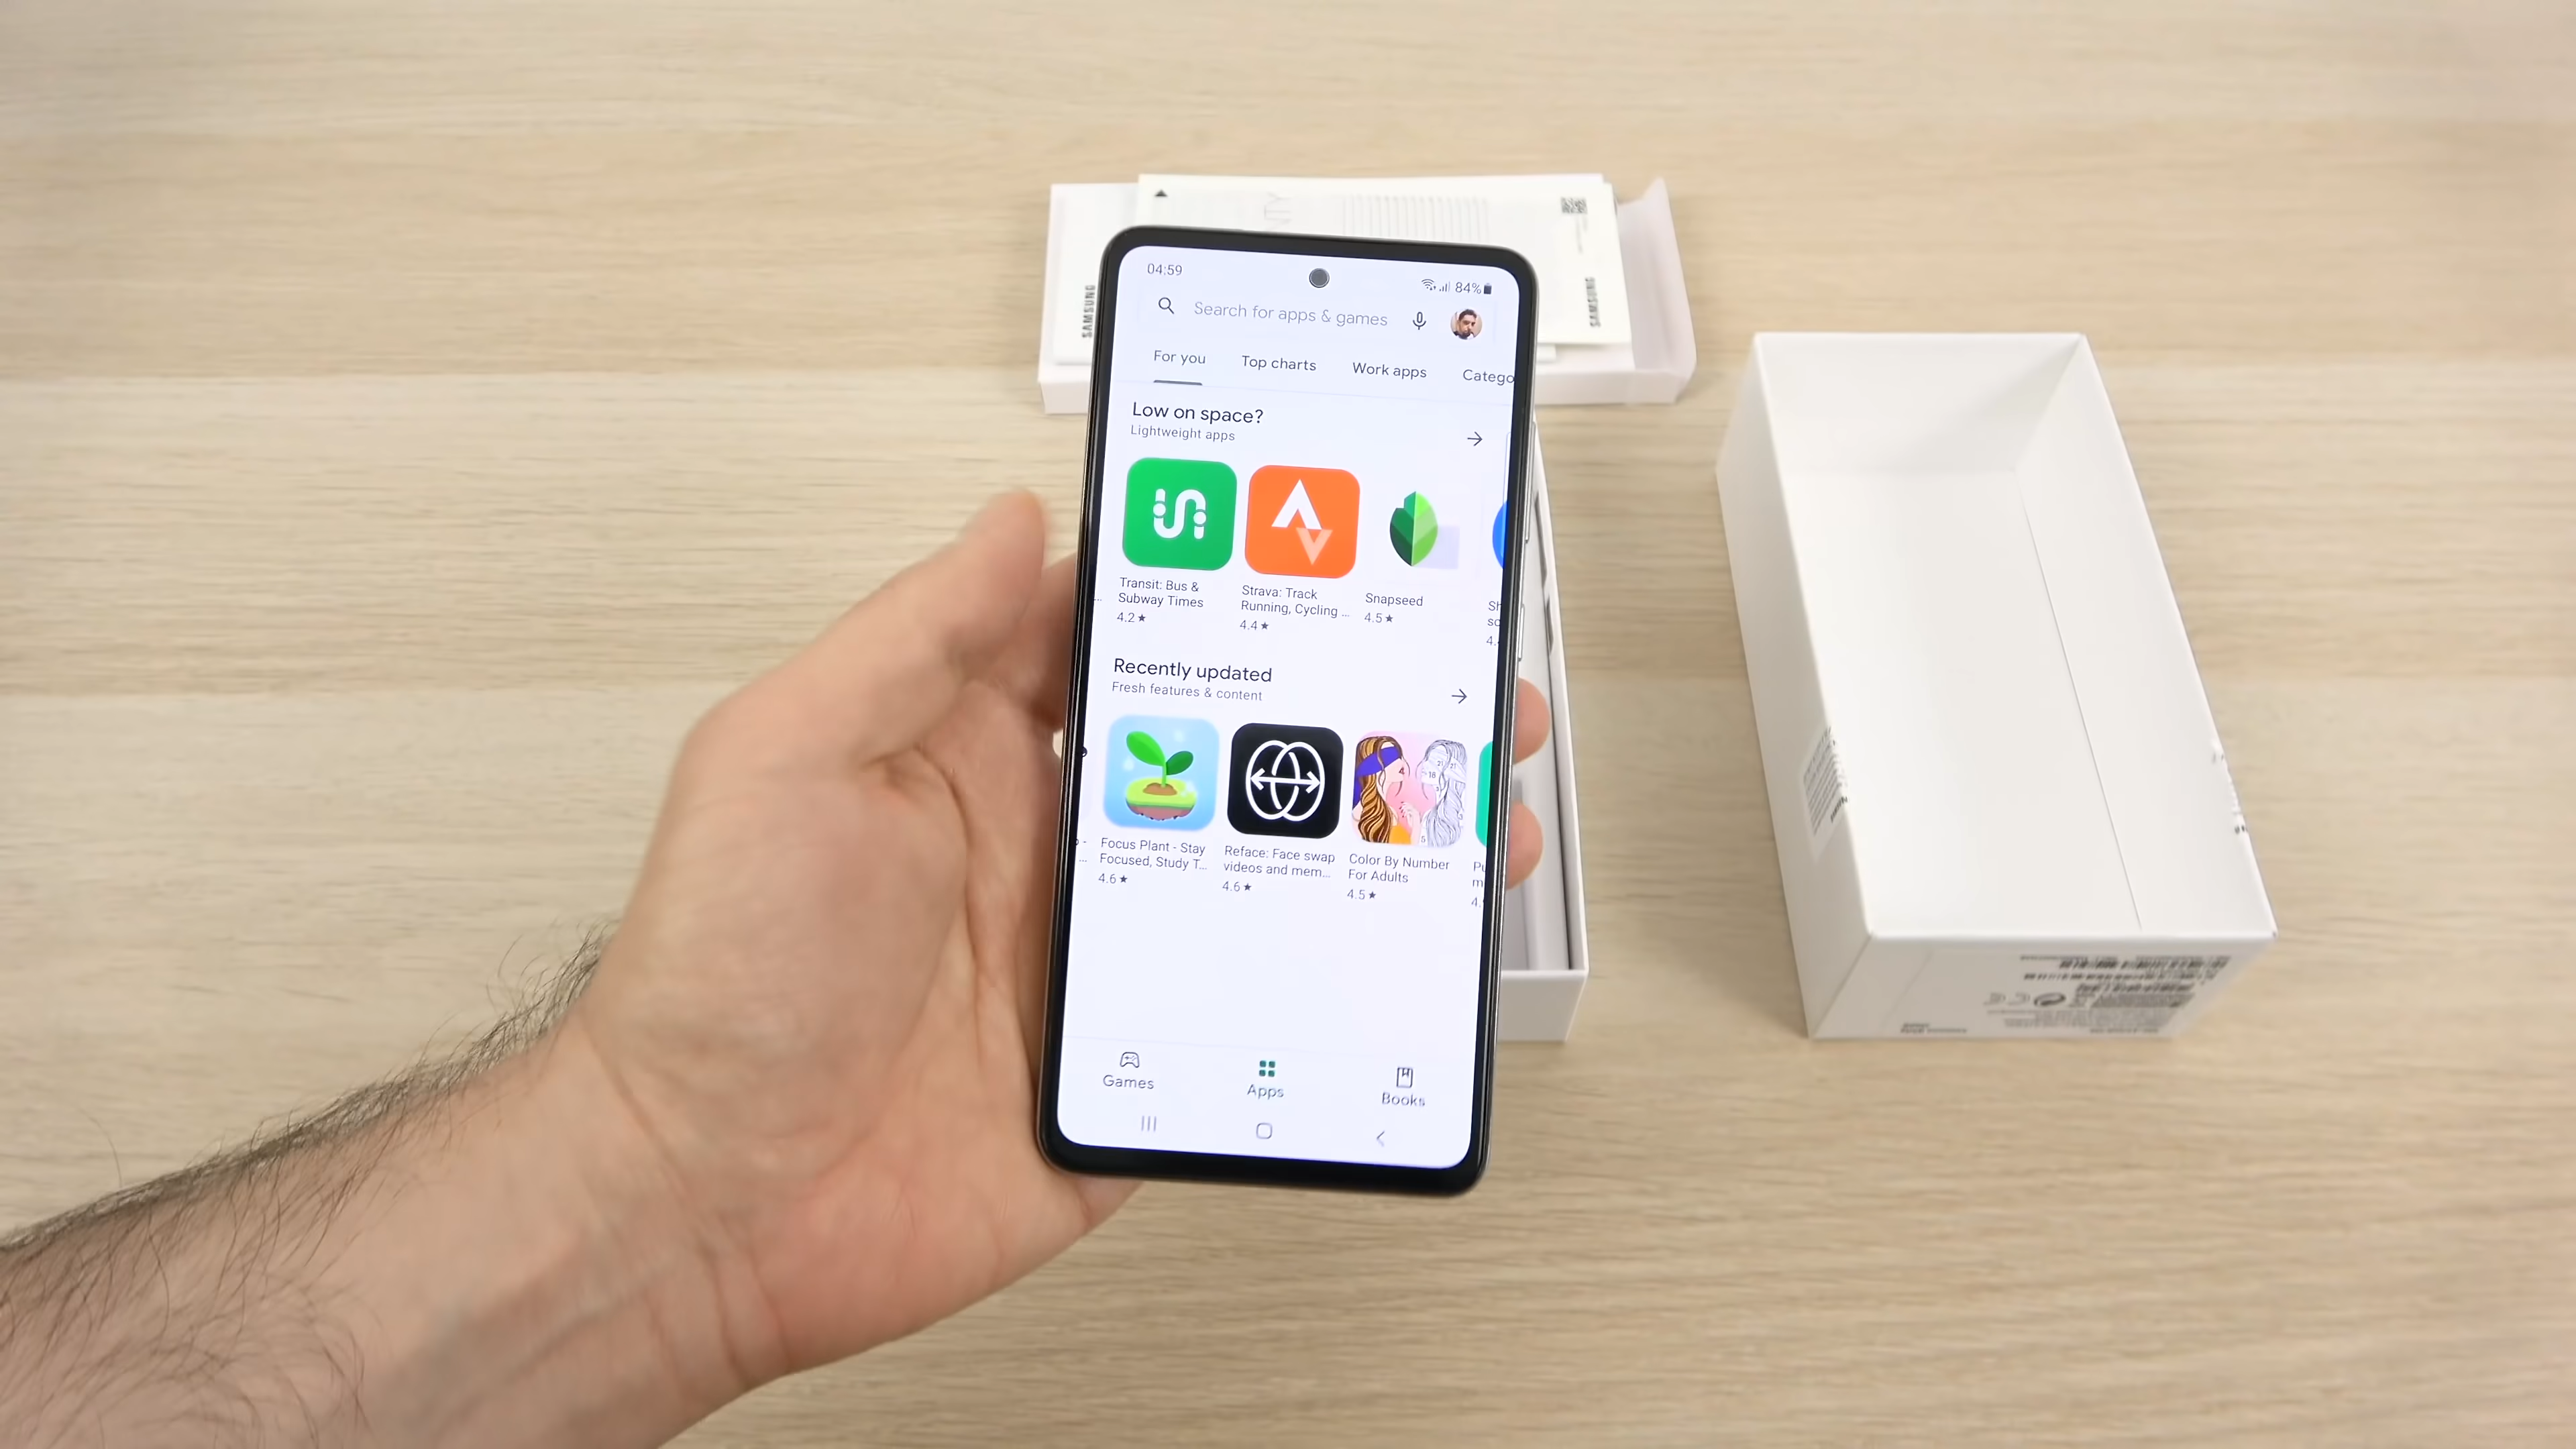 SAMSUNG
SAMSUNG
04:59
84%
Search for apps & games
For you
Top charts
Work apps
Catego
Low on space?
Lightweight apps
Transit: Bus &
Subway Times
4.2★
Strava: Track
Running, Cycling ...
4.4★
Snapseed
4.5★
Recently updated
Fresh features & content
Focus Plant - Stay
Focused, Study T...
4.6★
Reface: Face swap
videos and mem...
4.6★
Color By Number
For Adults
4.5★
Games
Apps
Books